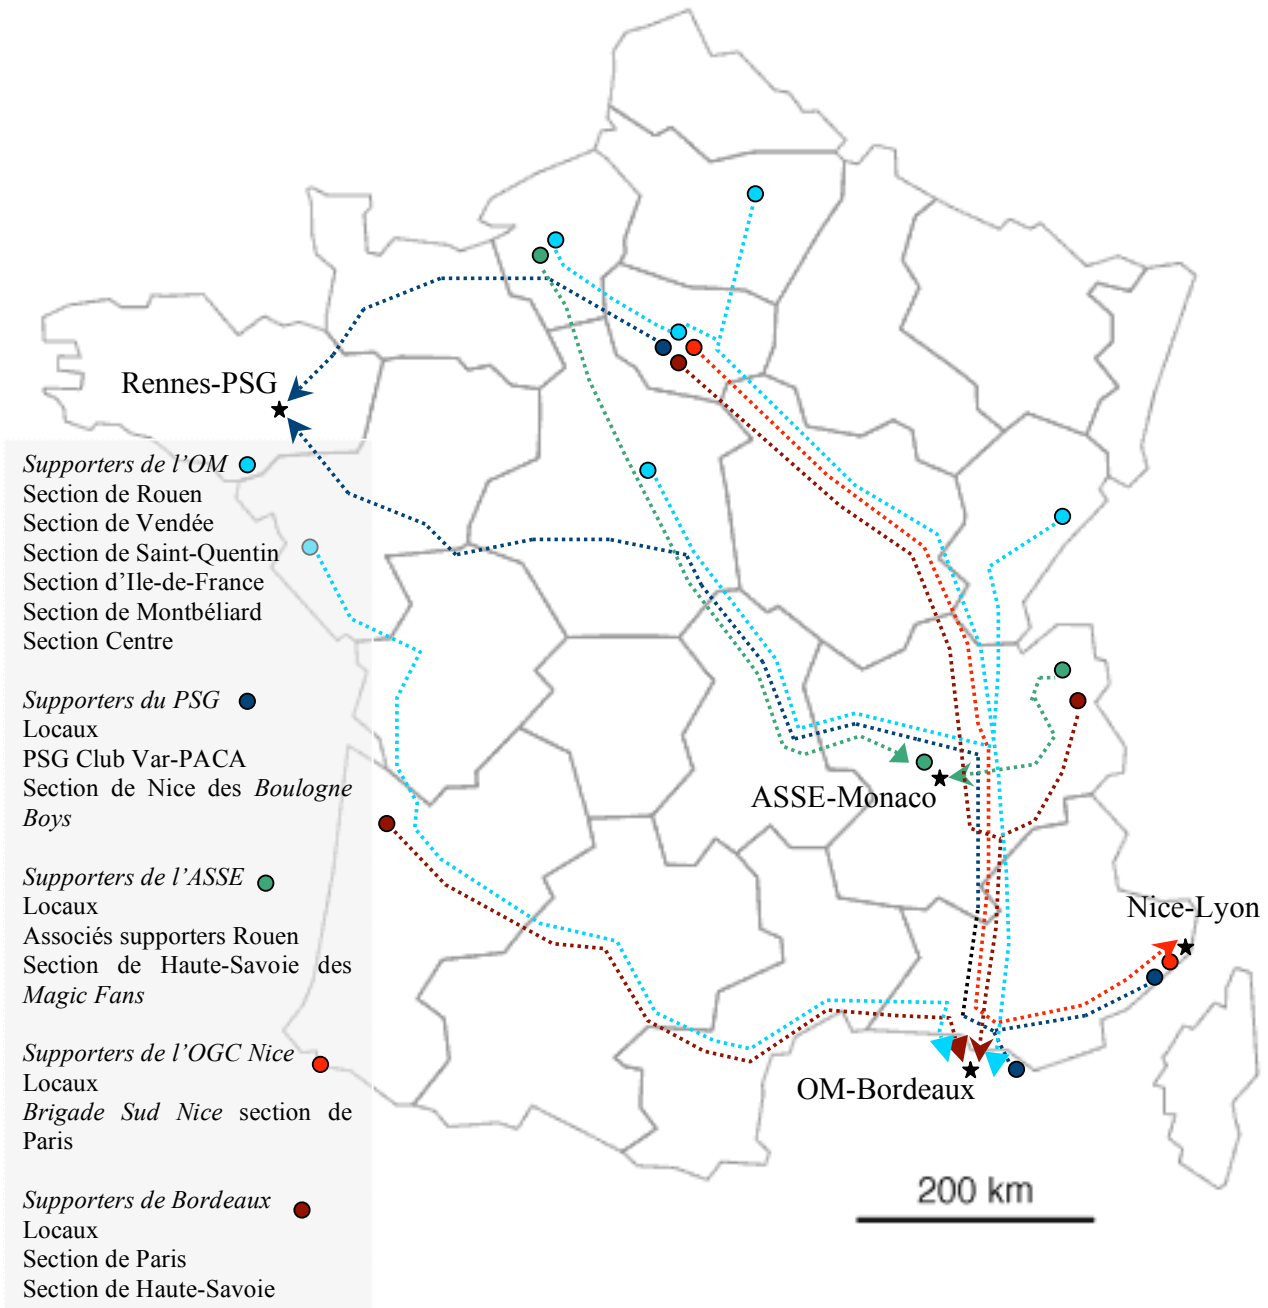 Rennes-PSG
Supporters de l’OM
Section de Rouen
Section de Vendée
Section de Saint-Quentin
Section d’Ile-de-France
Section de Montbéliard
Section Centre
Supporters du PSG
Locaux
PSG Club Var-PACA
Section de Nice des Boulogne
Boys
Supporters de l’ASSE
Locaux
Associés supporters Rouen
Section de Haute-Savoie des
Magic Fans
Supporters de l’OGC Nice
Locaux
Brigade Sud Nice section de
Paris
Supporters de Bordeaux
Locaux
Section de Paris
Section de Haute-Savoie
ASSE-Monaco
Nice-Lyon
OM-Bordeaux
200 km